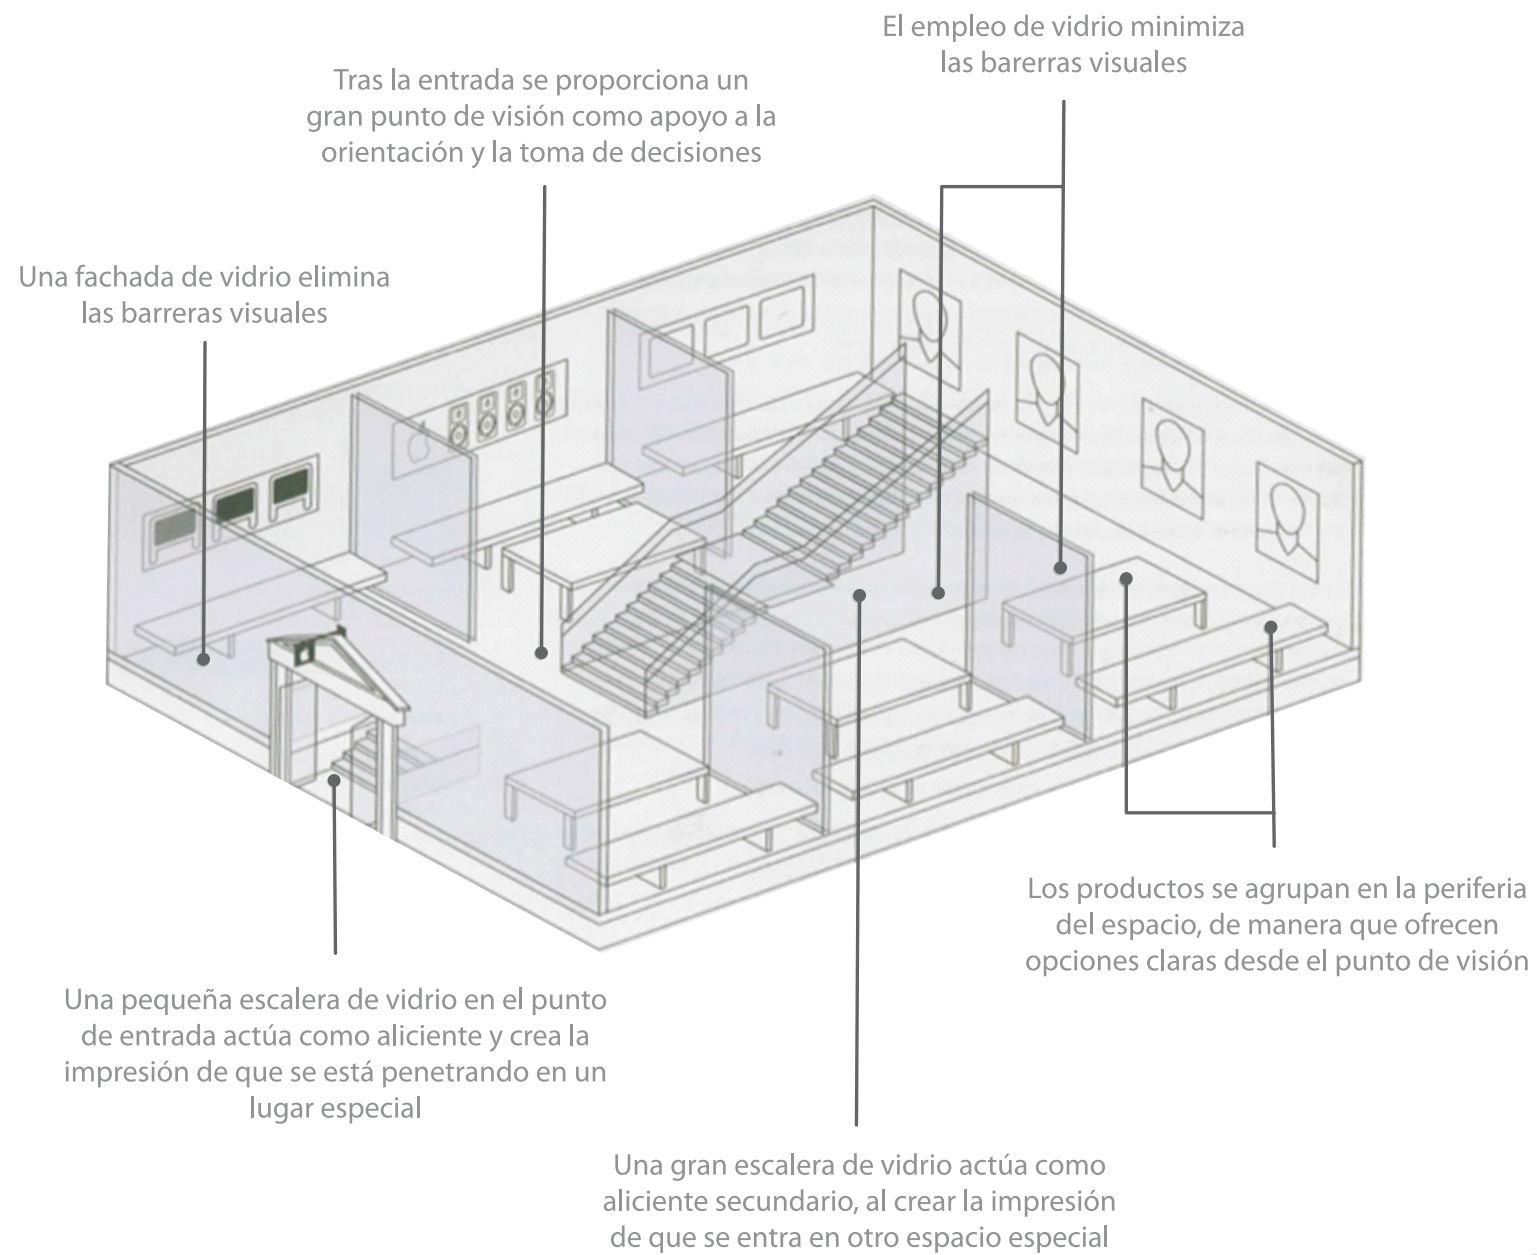 El empleo de vidrio minimiza
las barerras visuales
Tras la entrada se proporciona un
gran punto de visión como apoyo a la
orientación y la toma de decisiones
Una fachada de vidrio elimina
las barreras visuales
Los productos se agrupan en la periferia
del espacio, de manera que ofrecen
opciones claras desde el punto de visión
Una pequeña escalera de vidrio en el punto
de entrada actúa como aliciente y crea la
impresión de que se está penetrando en un
lugar especial
Una gran escalera de vidrio actúa como
aliciente secundario, al crear la impresión
de que se entra en otro espacio especial